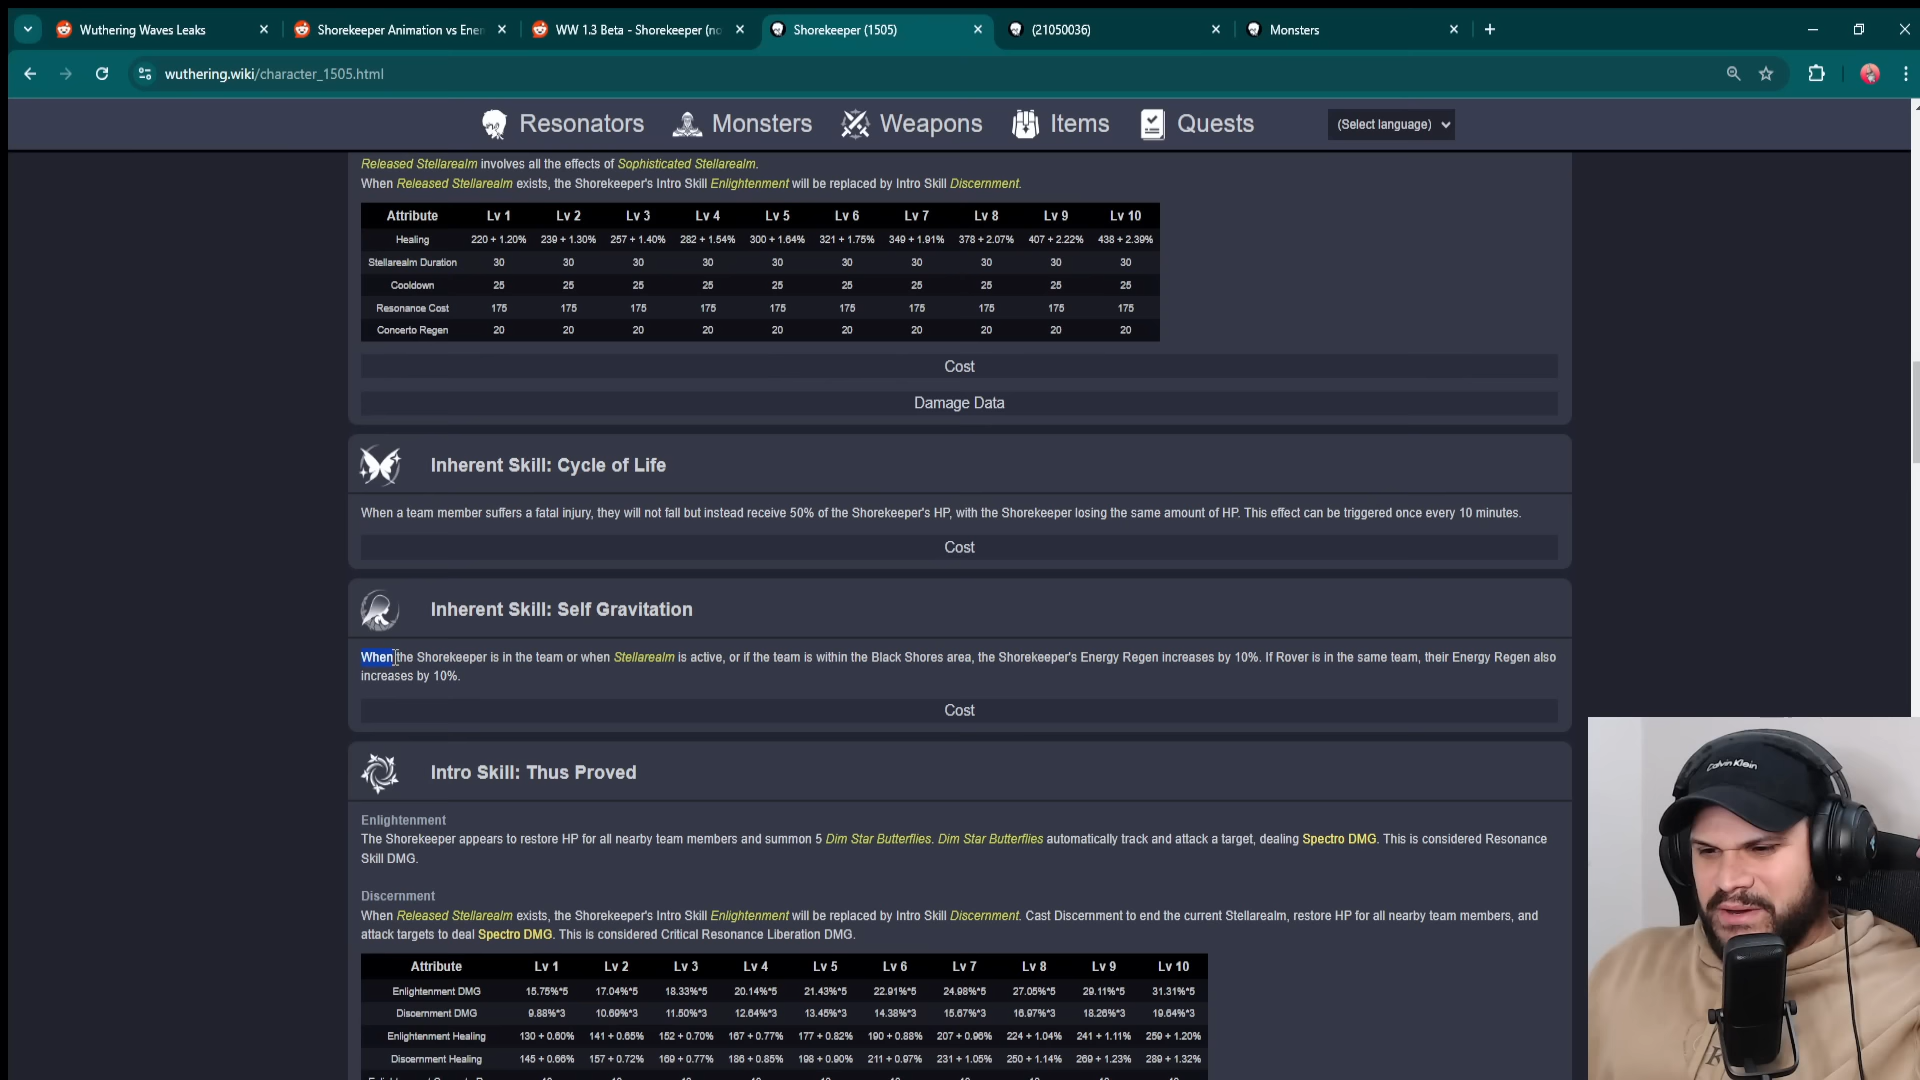 Wuthering Waves Leaks
Shorekeeper Animation vs Ener
WW 1.3 Beta - Shorekeeper (no
Shorekeeper (1505)
(21050036)
Monsters
wuthering.wiki/character_1505.html
Resonators
Monsters
Weapons
Items
Quests
(Select language)
Released Stellarealm involves all the effects of Sophisticated Stellarealm.
When Released Stellarealm exists, the Shorekeeper's Intro Skill Enlightenment will be replaced by Intro Skill Discernment.
Attribute Lv 1 Lv 2 Lv 3 Lv 4 Lv 5 Lv 6 Lv 7 Lv 8 Lv 9 Lv 10
Healing 220 + 1.20% 239 + 1.30% 257 + 1.40% 282 + 1.54% 300 + 1.64% 321 + 1.75% 349 + 1.91% 378 + 2.07% 407 + 2.22% 438 + 2.39%
Stellarealm Duration 30 30 30 30 30 30 30 30 30 30
Cooldown 25 25 25 25 25 25 25 25 25 25
Resonance Cost 175 175 175 175 175 175 175 175 175 175
Concerto Regen 20 20 20 20 20 20 20 20 20 20
Cost
Damage Data
Inherent Skill: Cycle of Life
When a team member suffers a fatal injury, they will not fall but instead receive 50% of the Shorekeeper's HP, with the Shorekeeper losing the same amount of HP. This effect can be triggered once every 10 minutes.
Cost
Inherent Skill: Self Gravitation
When the Shorekeeper is in the team or when Stellarealm is active, or if the team is within the Black Shores area, the Shorekeeper's Energy Regen increases by 10%. If Rover is in the same team, their Energy Regen also
increases by 10%.
Cost
Intro Skill: Thus Proved
Enlightenment
The Shorekeeper appears to restore HP for all nearby team members and summon 5 Dim Star Butterflies. Dim Star Butterflies automatically track and attack a target, dealing Spectro DMG. This is considered Resonance
Skill DMG.
Discernment
When Released Stellarealm exists, the Shorekeeper's Intro Skill Enlightenment will be replaced by Intro Skill Discernment. Cast Discernment to end the current Stellarealm, restore HP for all nearby team members, and
attack targets to deal Spectro DMG. This is considered Critical Resonance Liberation DMG.
Attribute Lv 1 Lv 2 Lv 3 Lv 4 Lv 5 Lv 6 Lv 7 Lv 8 Lv 9 Lv 10
Enlightenment DMG 15.75%*5 17.04%*5 18.33%*5 20.14%*5 21.43%*5 22.91%*5 24.98%*5 27.05%*5 29.11%*5 31.31%*5
Discernment DMG 9.88%*3 10.69%*3 11.50%*3 12.64%*3 13.45%*3 14.38%*3 15.67%*3 16.97%*3 18.26%*3 19.64%*3
Enlightenment Healing 130 + 0.60% 141 + 0.65% 152 + 0.70% 167 + 0.77% 177 + 0.82% 190 + 0.88% 207 + 0.96% 224 + 1.04% 241 + 1.11% 259 + 1.20%
Discernment Healing 145 + 0.66% 157 + 0.72% 169 + 0.77% 186 + 0.85% 198 + 0.90% 211 + 0.97% 231 + 1.05% 250 + 1.14% 269 + 1.23% 289 + 1.32%
Calvin Klein